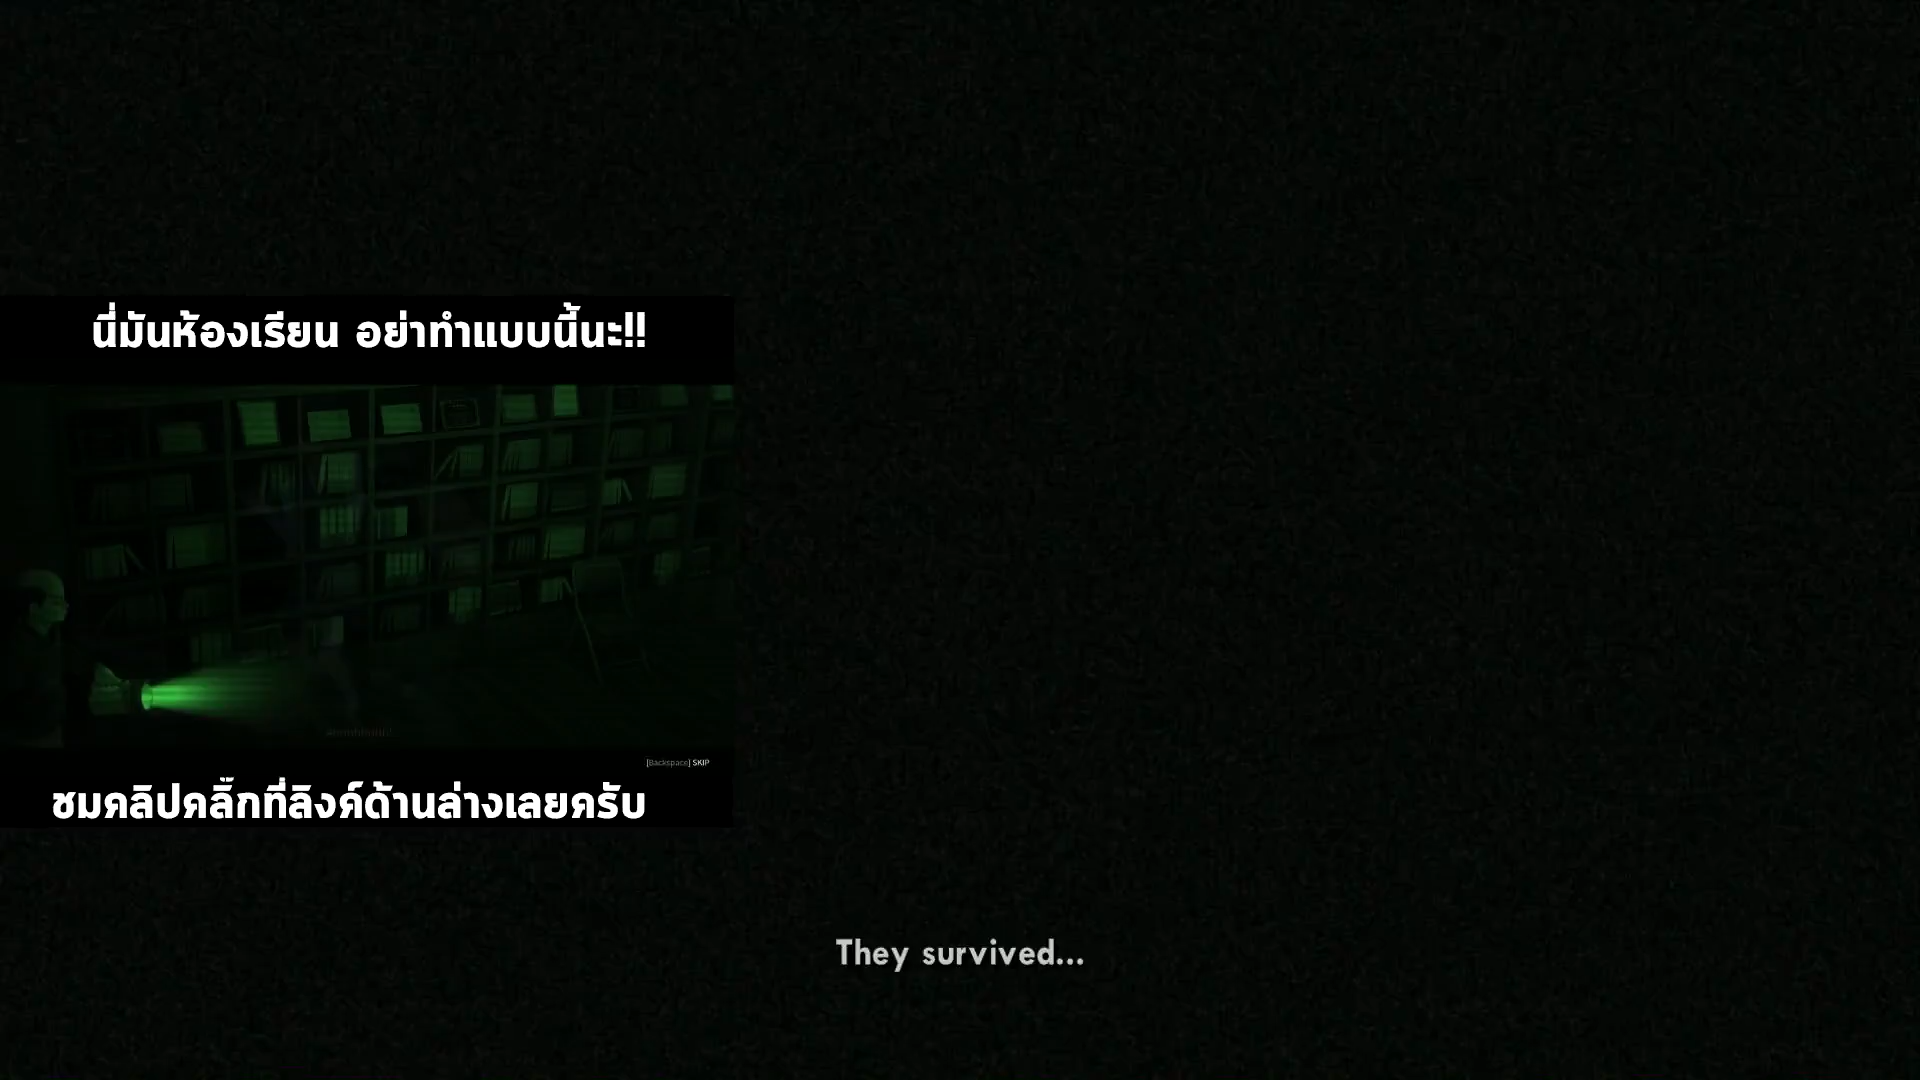 นี่มันห้องเรียน อย่าทำแบบนี้นะ!!
[Backspace] SKIP
ชมคลิปคลิ๊กที่ลิงค์ด้านล่างเลยครับ
They survived...